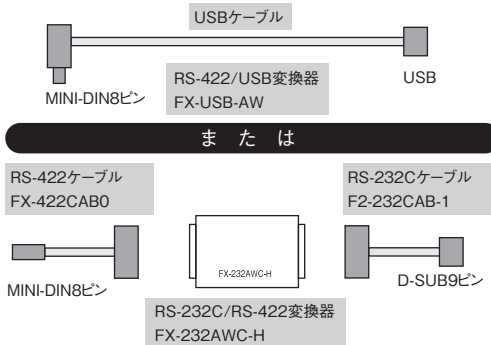 USBケーブル
RS-422/USB変換器
FX-USB-AW
USB
MINI-DIN8ピン
または
RS-422ケーブル
FX-422CAB0
RS-232Cケーブル
F2-232CAB-1
FX-232AWC-H
MINI-DIN8ピン
D-SUB9ピン
RS-232C/RS-422変換器
FX-232AWC-H